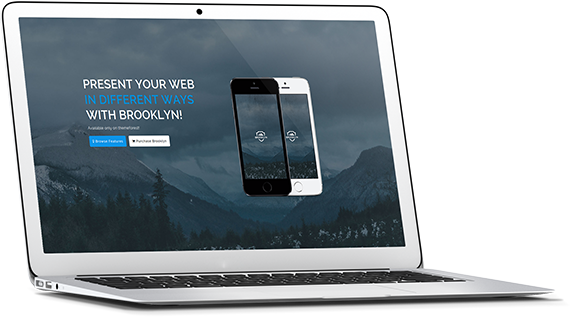 PRESENT YOUR WEB
IN DIFFERENT WAYS
WITH BROOKLYN!
Available only on themeforest!
Browse Features
Purchase Brooklyn